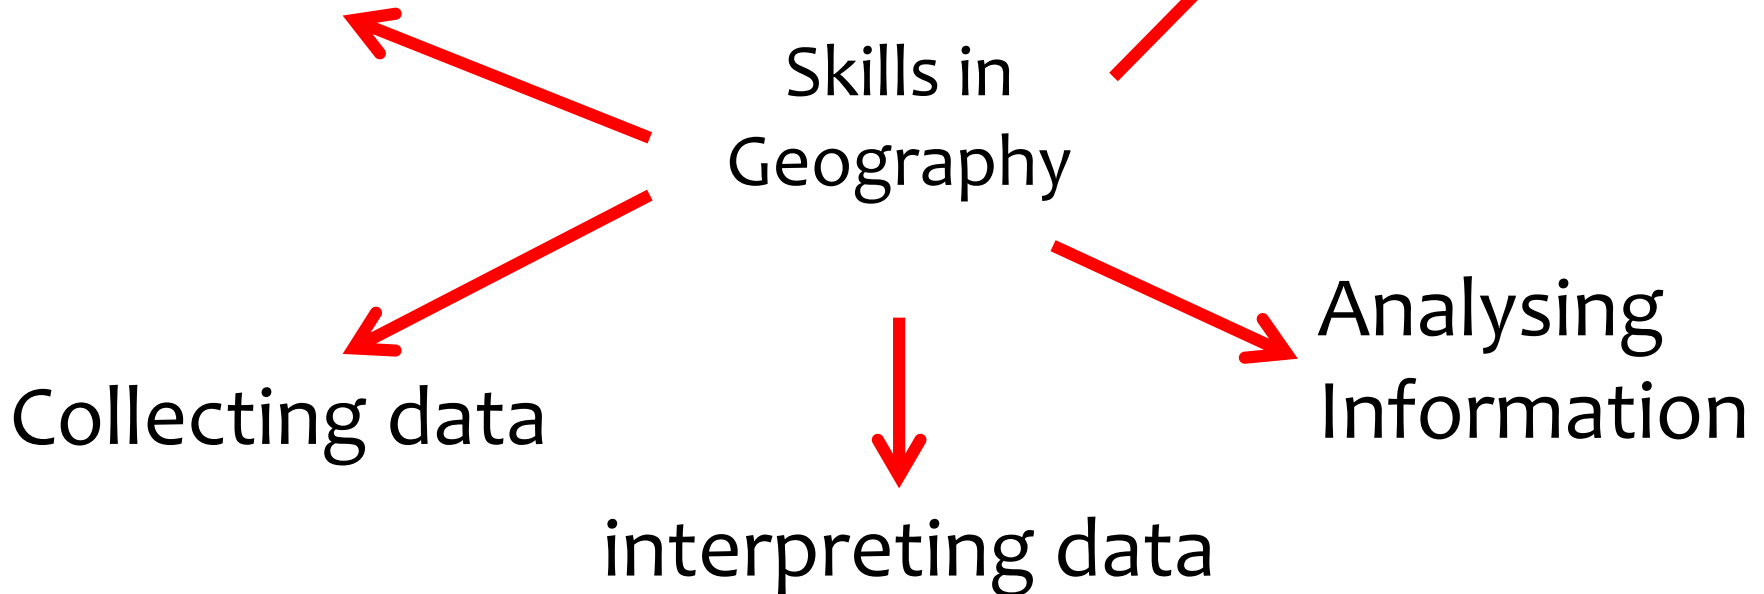 Skills in
Geography
Analysing
Information
Collecting data
interpreting data